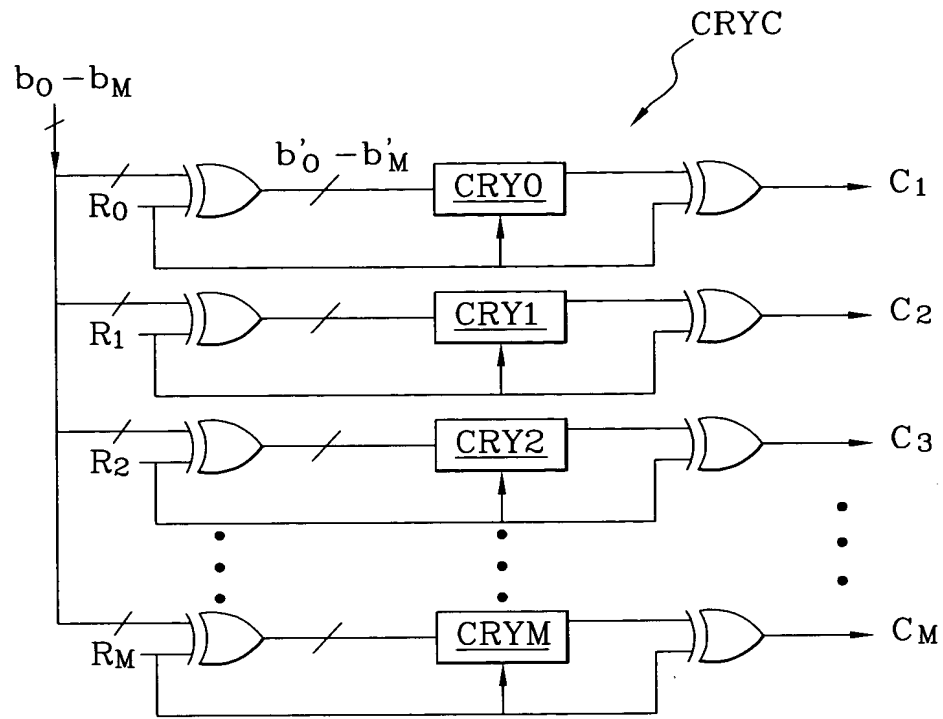 CRYC
b0 – bM
b'0 – b'M
R0
CRY0
C1
R1
CRY1
C2
R2
CRY2
C3
RM
CRYM
CM